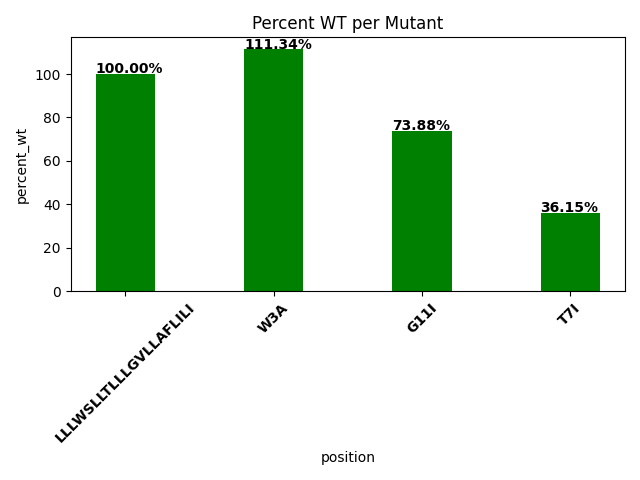 Percent WT per Mutant
percent_wt
100
80
60
40
20
0
100.00%
111.34%
73.88%
36.15%
LLLWSLLTLLLGVLLAFLILI
W3A
G11I
T7I
position